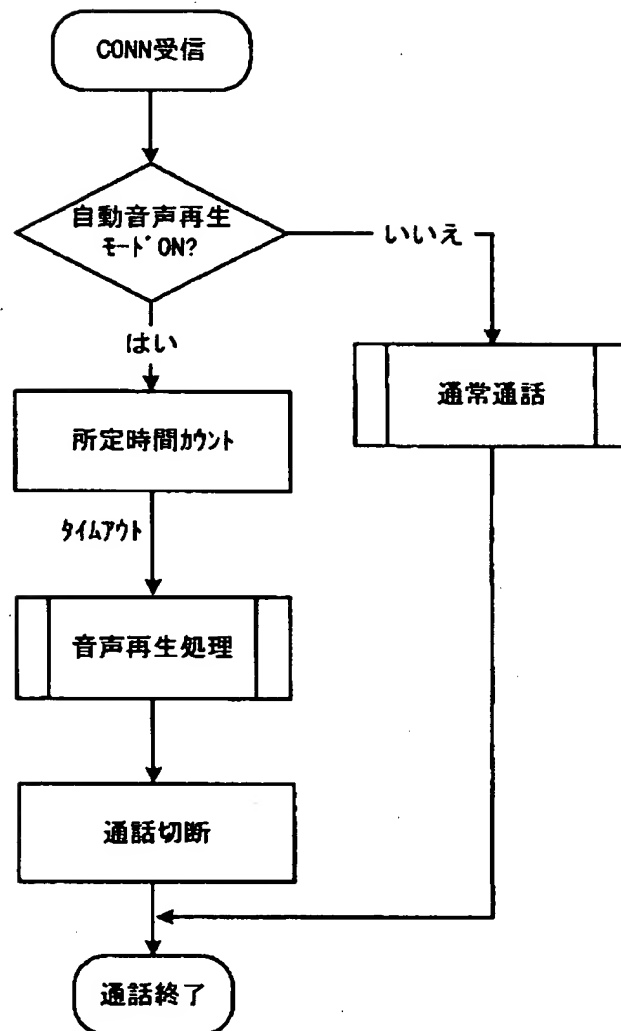 CONN受信
自動音声再生
モードON?
いいえ
はい
通常通話
所定時間カウント
タイムアウト
音声再生処理
通話切断
通話終了